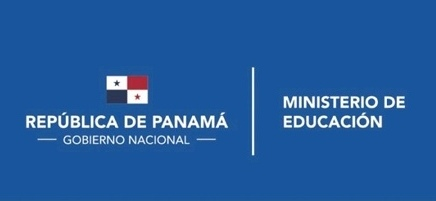 REPÚBLICA DE PANAMÁ
GOBIERNO NACIONAL
MINISTERIO DE
EDUCACIÓN